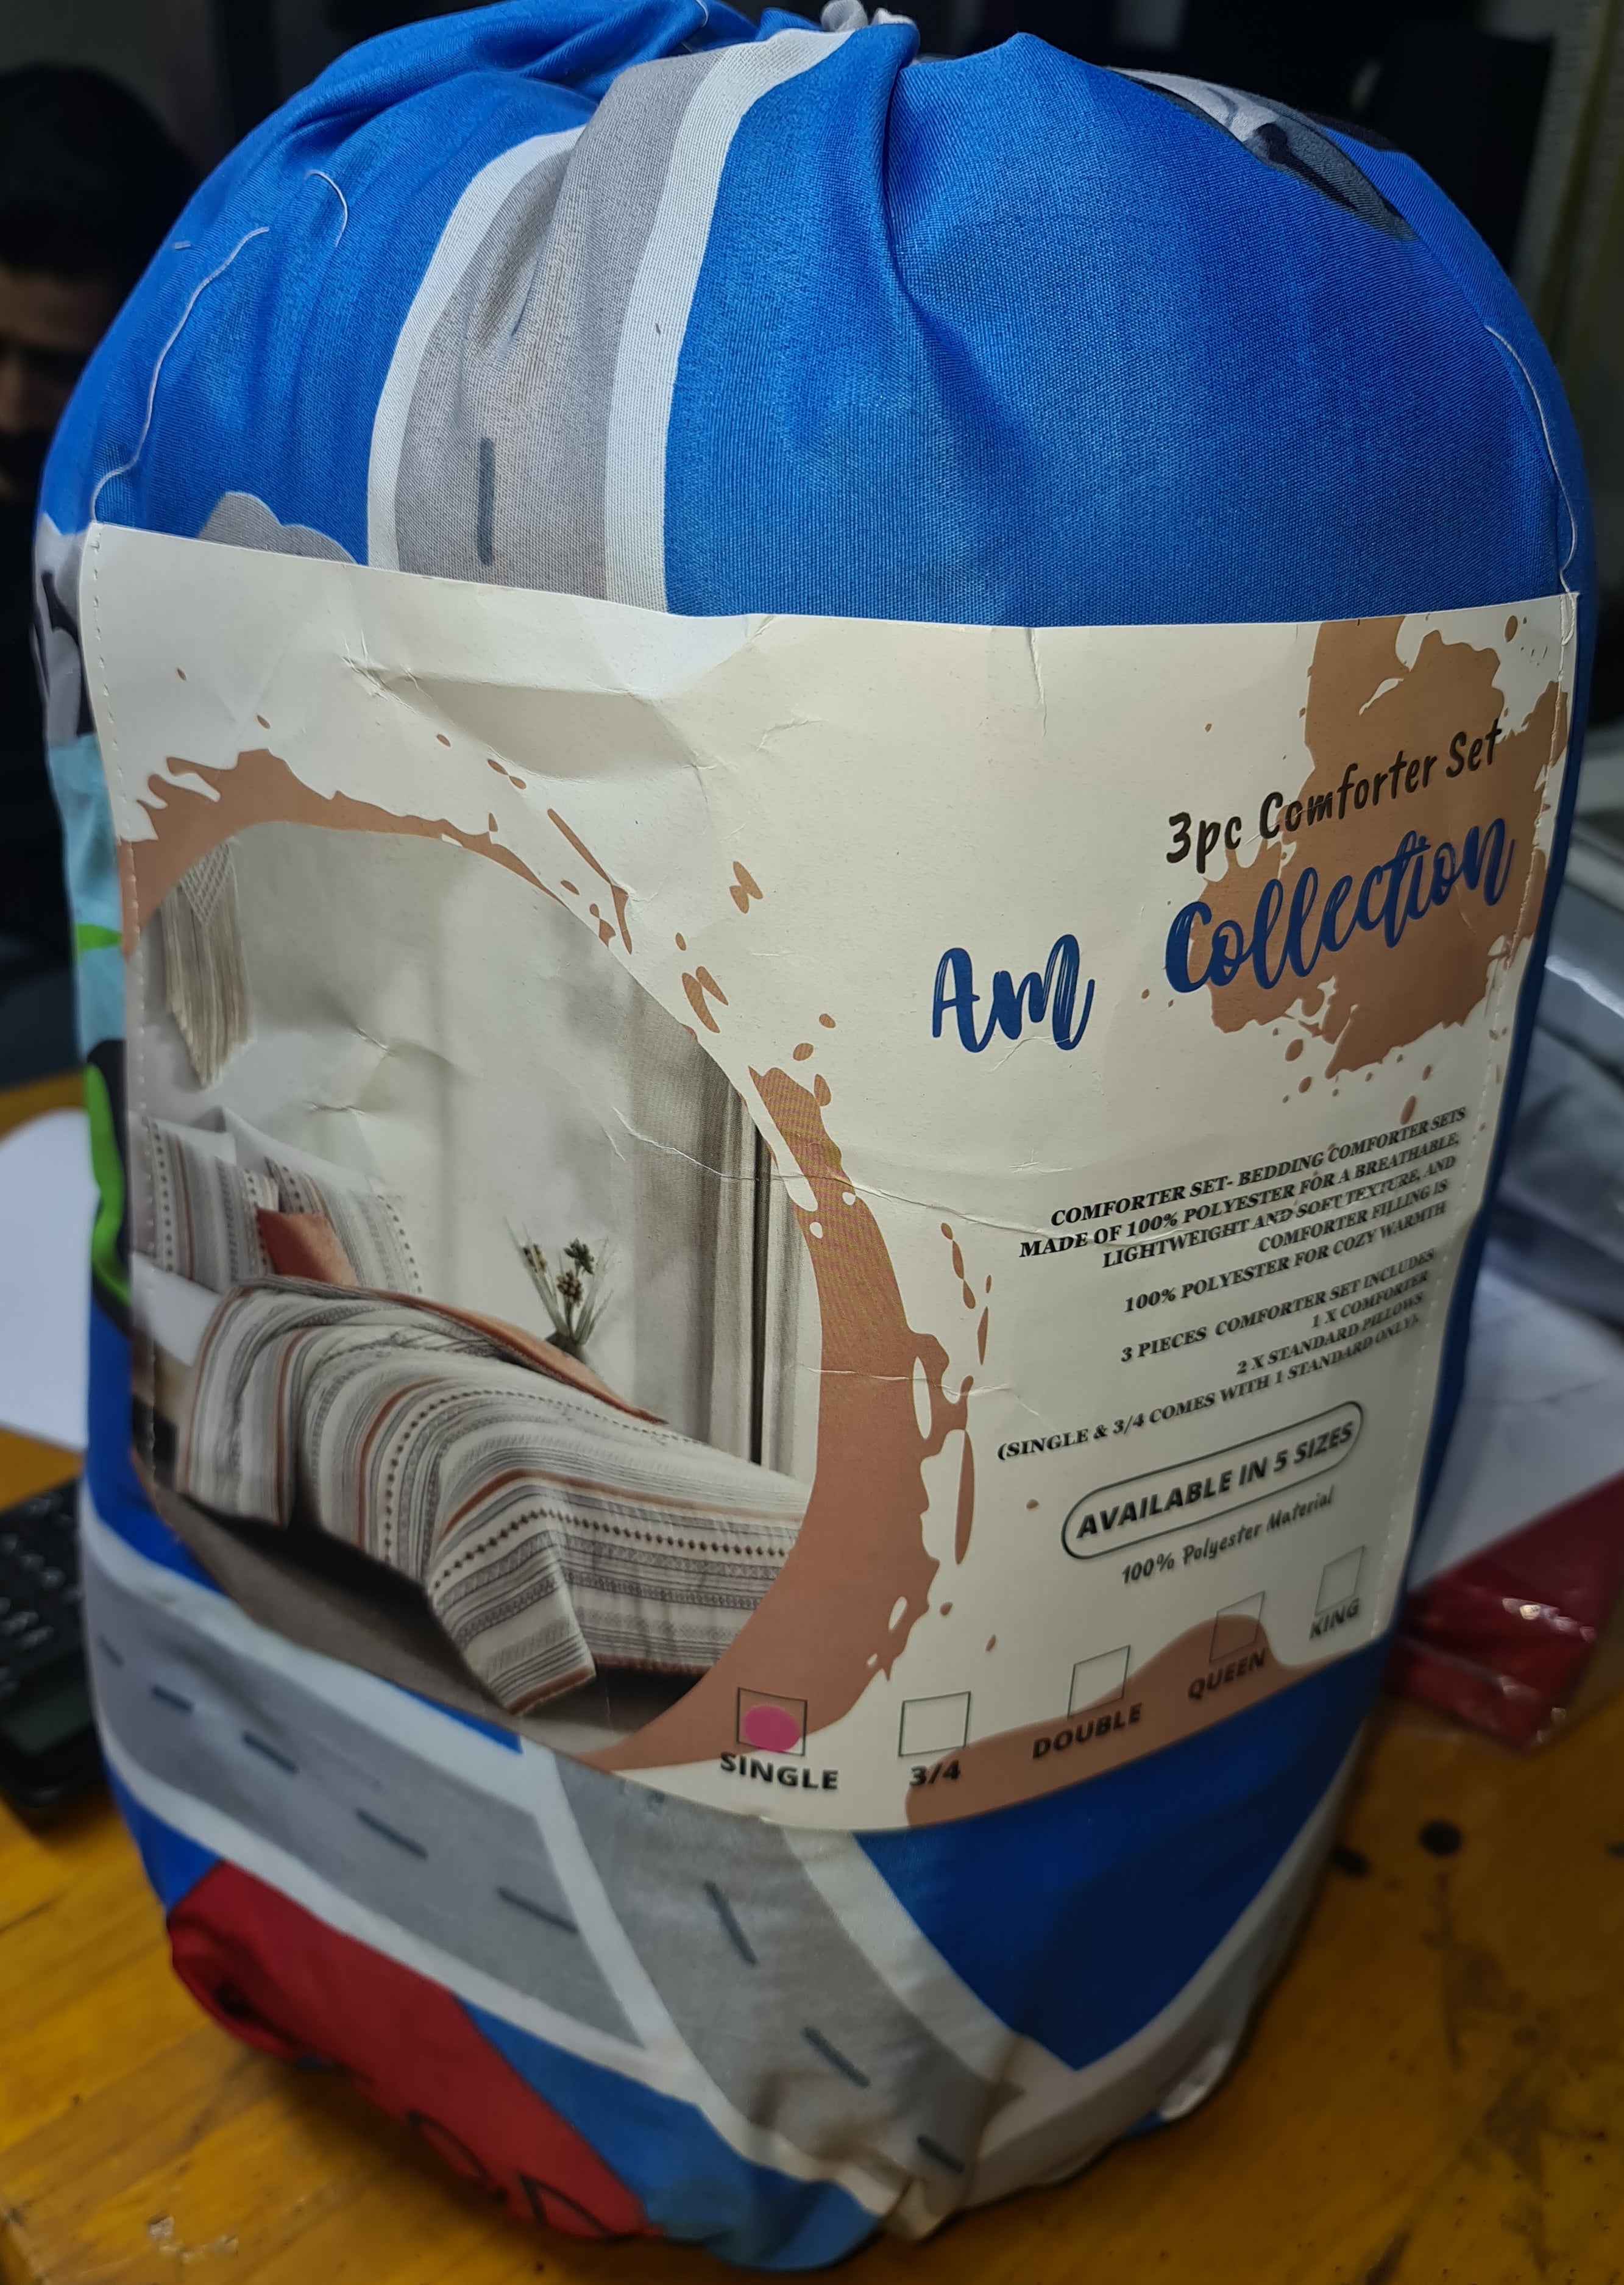 3pc Comforter Set
Am Collection
COMFORTER SET- BEDDING COMFORTER SETS
MADE OF 100% POLYESTER FOR A BREATHABLE,
LIGHTWEIGHT AND SOFT TEXTURE, AND
COMFORTER FILLING IS
100% POLYESTER FOR COZY WARMTH
3 PIECES COMFORTER SET INCLUDES
1 X COMFORTER
2 X STANDARD PILLOWS
(SINGLE & 3/4 COMES WITH 1 STANDARD ONLY).
AVAILABLE IN 5 SIZES
100% Polyester Material
SINGLE
3/4
DOUBLE
QUEEN
KING